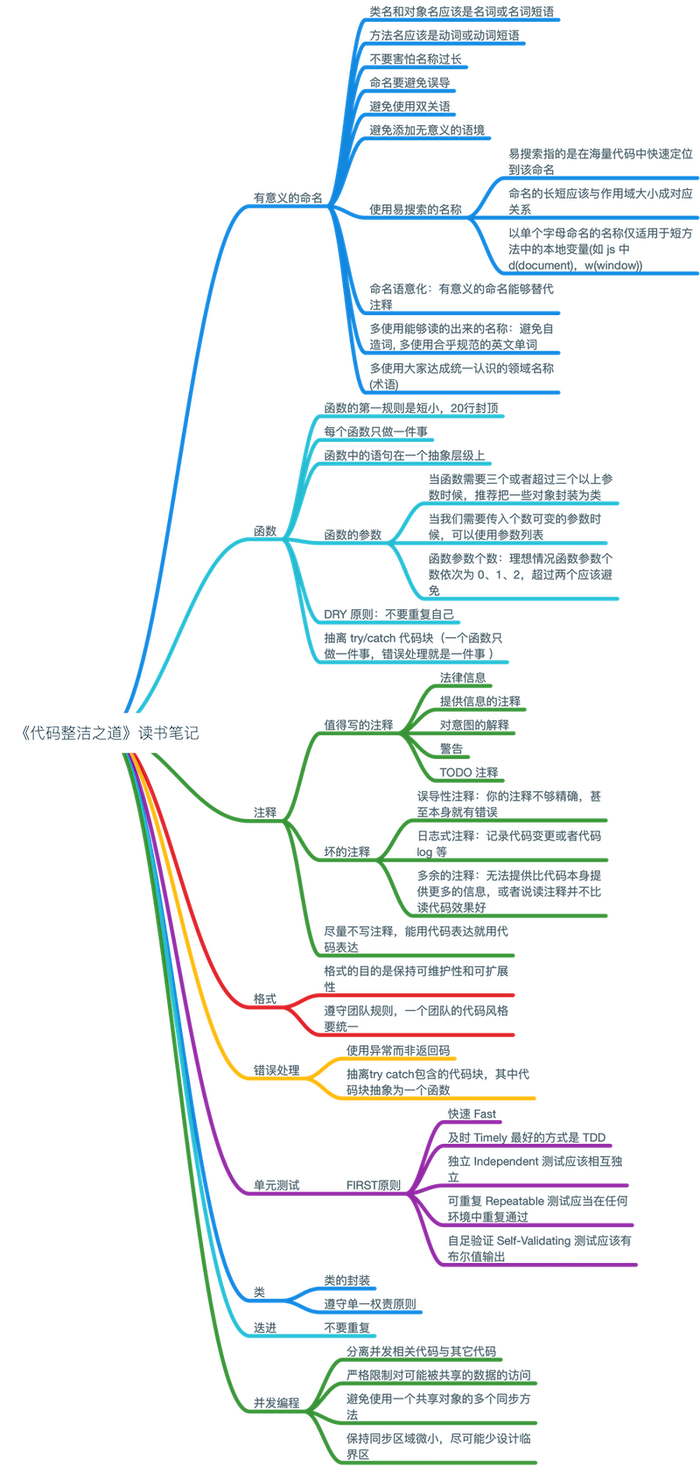 《代码整洁之道》读书笔记
有意义的命名
类名和对象名应该是名词或名词短语
方法名应该是动词或动词短语
不要害怕名称过长
命名要避免误导
避免使用双关语
避免添加无意义的语境
使用易搜索的名称
易搜索指的是在海量代码中快速定位
到该命名
命名的长短应该与作用域大小成对应
关系
以单个字母命名的名称仅适用于短方
法中的本地变量(如 js 中
d(document)，w(window))
命名语意化：有意义的命名能够替代
注释
多使用能够读的出来的名称：避免自
造词, 多使用合乎规范的英文单词
多使用大家达成统一认识的领域名称
(术语)
函数
函数的第一规则是短小，20行封顶
每个函数只做一件事
函数中的语句在一个抽象层级上
函数的参数
当函数需要三个或者超过三个以上参
数时候，推荐把一些对象封装为类
当我们需要传入个数可变的参数时
候，可以使用参数列表
函数参数个数：理想情况函数参数个
数依次为 0、1、2，超过两个应该避
免
DRY 原则：不要重复自己
抽离 try/catch 代码块（一个函数只
做一件事，错误处理就是一件事 ）
注释
值得写的注释
法律信息
提供信息的注释
对意图的解释
警告
TODO 注释
坏的注释
误导性注释：你的注释不够精确，甚
至本身就有错误
日志式注释：记录代码变更或者代码
log 等
多余的注释：无法提供比代码本身提
供更多的信息，或者说读注释并不比
读代码效果好
尽量不写注释，能用代码表达就用代
码表达
格式
格式的目的是保持可维护性和可扩展
性
遵守团队规则，一个团队的代码风格
要统一
错误处理
使用异常而非返回码
抽离try catch包含的代码块，其中代
码块抽象为一个函数
单元测试
FIRST原则
快速 Fast
及时 Timely 最好的方式是 TDD
独立 Independent 测试应该相互独
立
可重复 Repeatable 测试应当在任何
环境中重复通过
自足验证 Self-Validating 测试应该有
布尔值输出
类
类的封装
遵守单一权责原则
迭进
不要重复
并发编程
分离并发相关代码与其它代码
严格限制对可能被共享的数据的访问
避免使用一个共享对象的多个同步方
法
保持同步区域微小，尽可能少设计临
界区